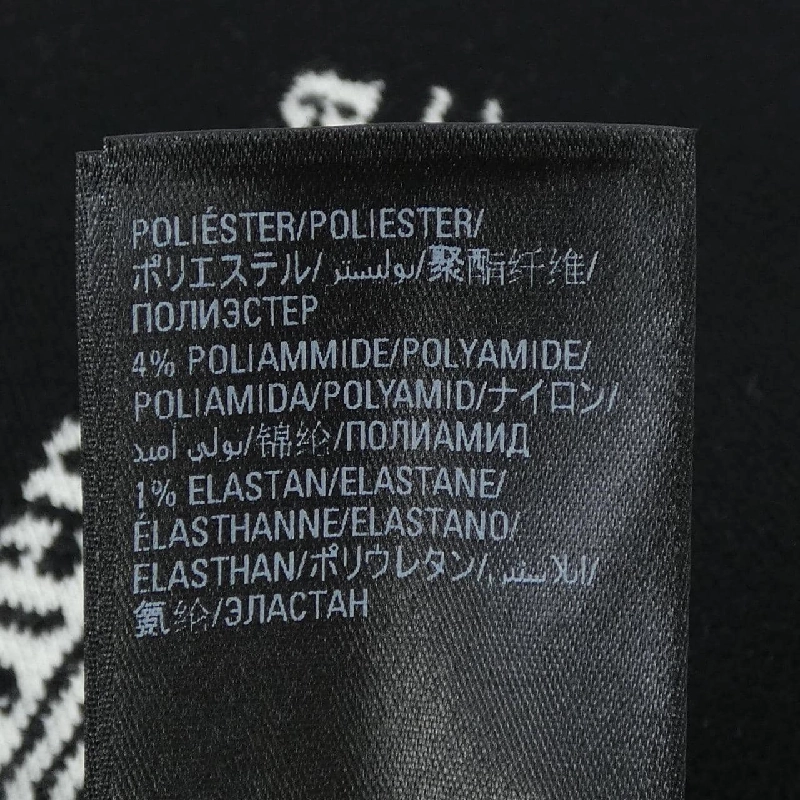 POLIÉSTER/POLIESTER/
ポリエステル/بوليستر/聚酯纤维/
ПОЛИЭСТЕР
4% POLIAMMIDE/POLYAMIDE/
POLIAMIDA/POLYAMID/ナイロン/
بولي أميد/锦纶/ПОЛИАМИД
1% ELASTAN/ELASTANE/
ÉLASTHANNE/ELASTANO/
ELASTHAN/ポリウレタン/
氨纶/ЭЛАСТАН